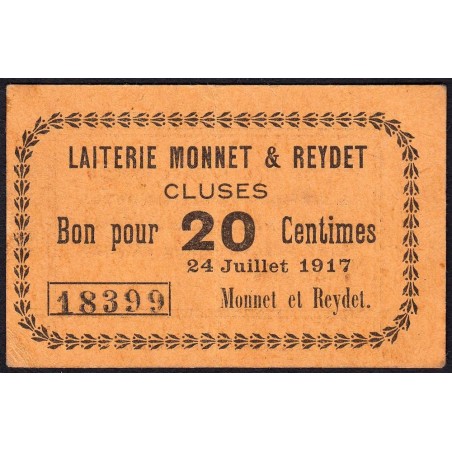 LAITERIE MONNET & REYDET
CLUSES
Bon pour 20 Centimes
24 Juillet 1917
18399 Monnet et Reydet.